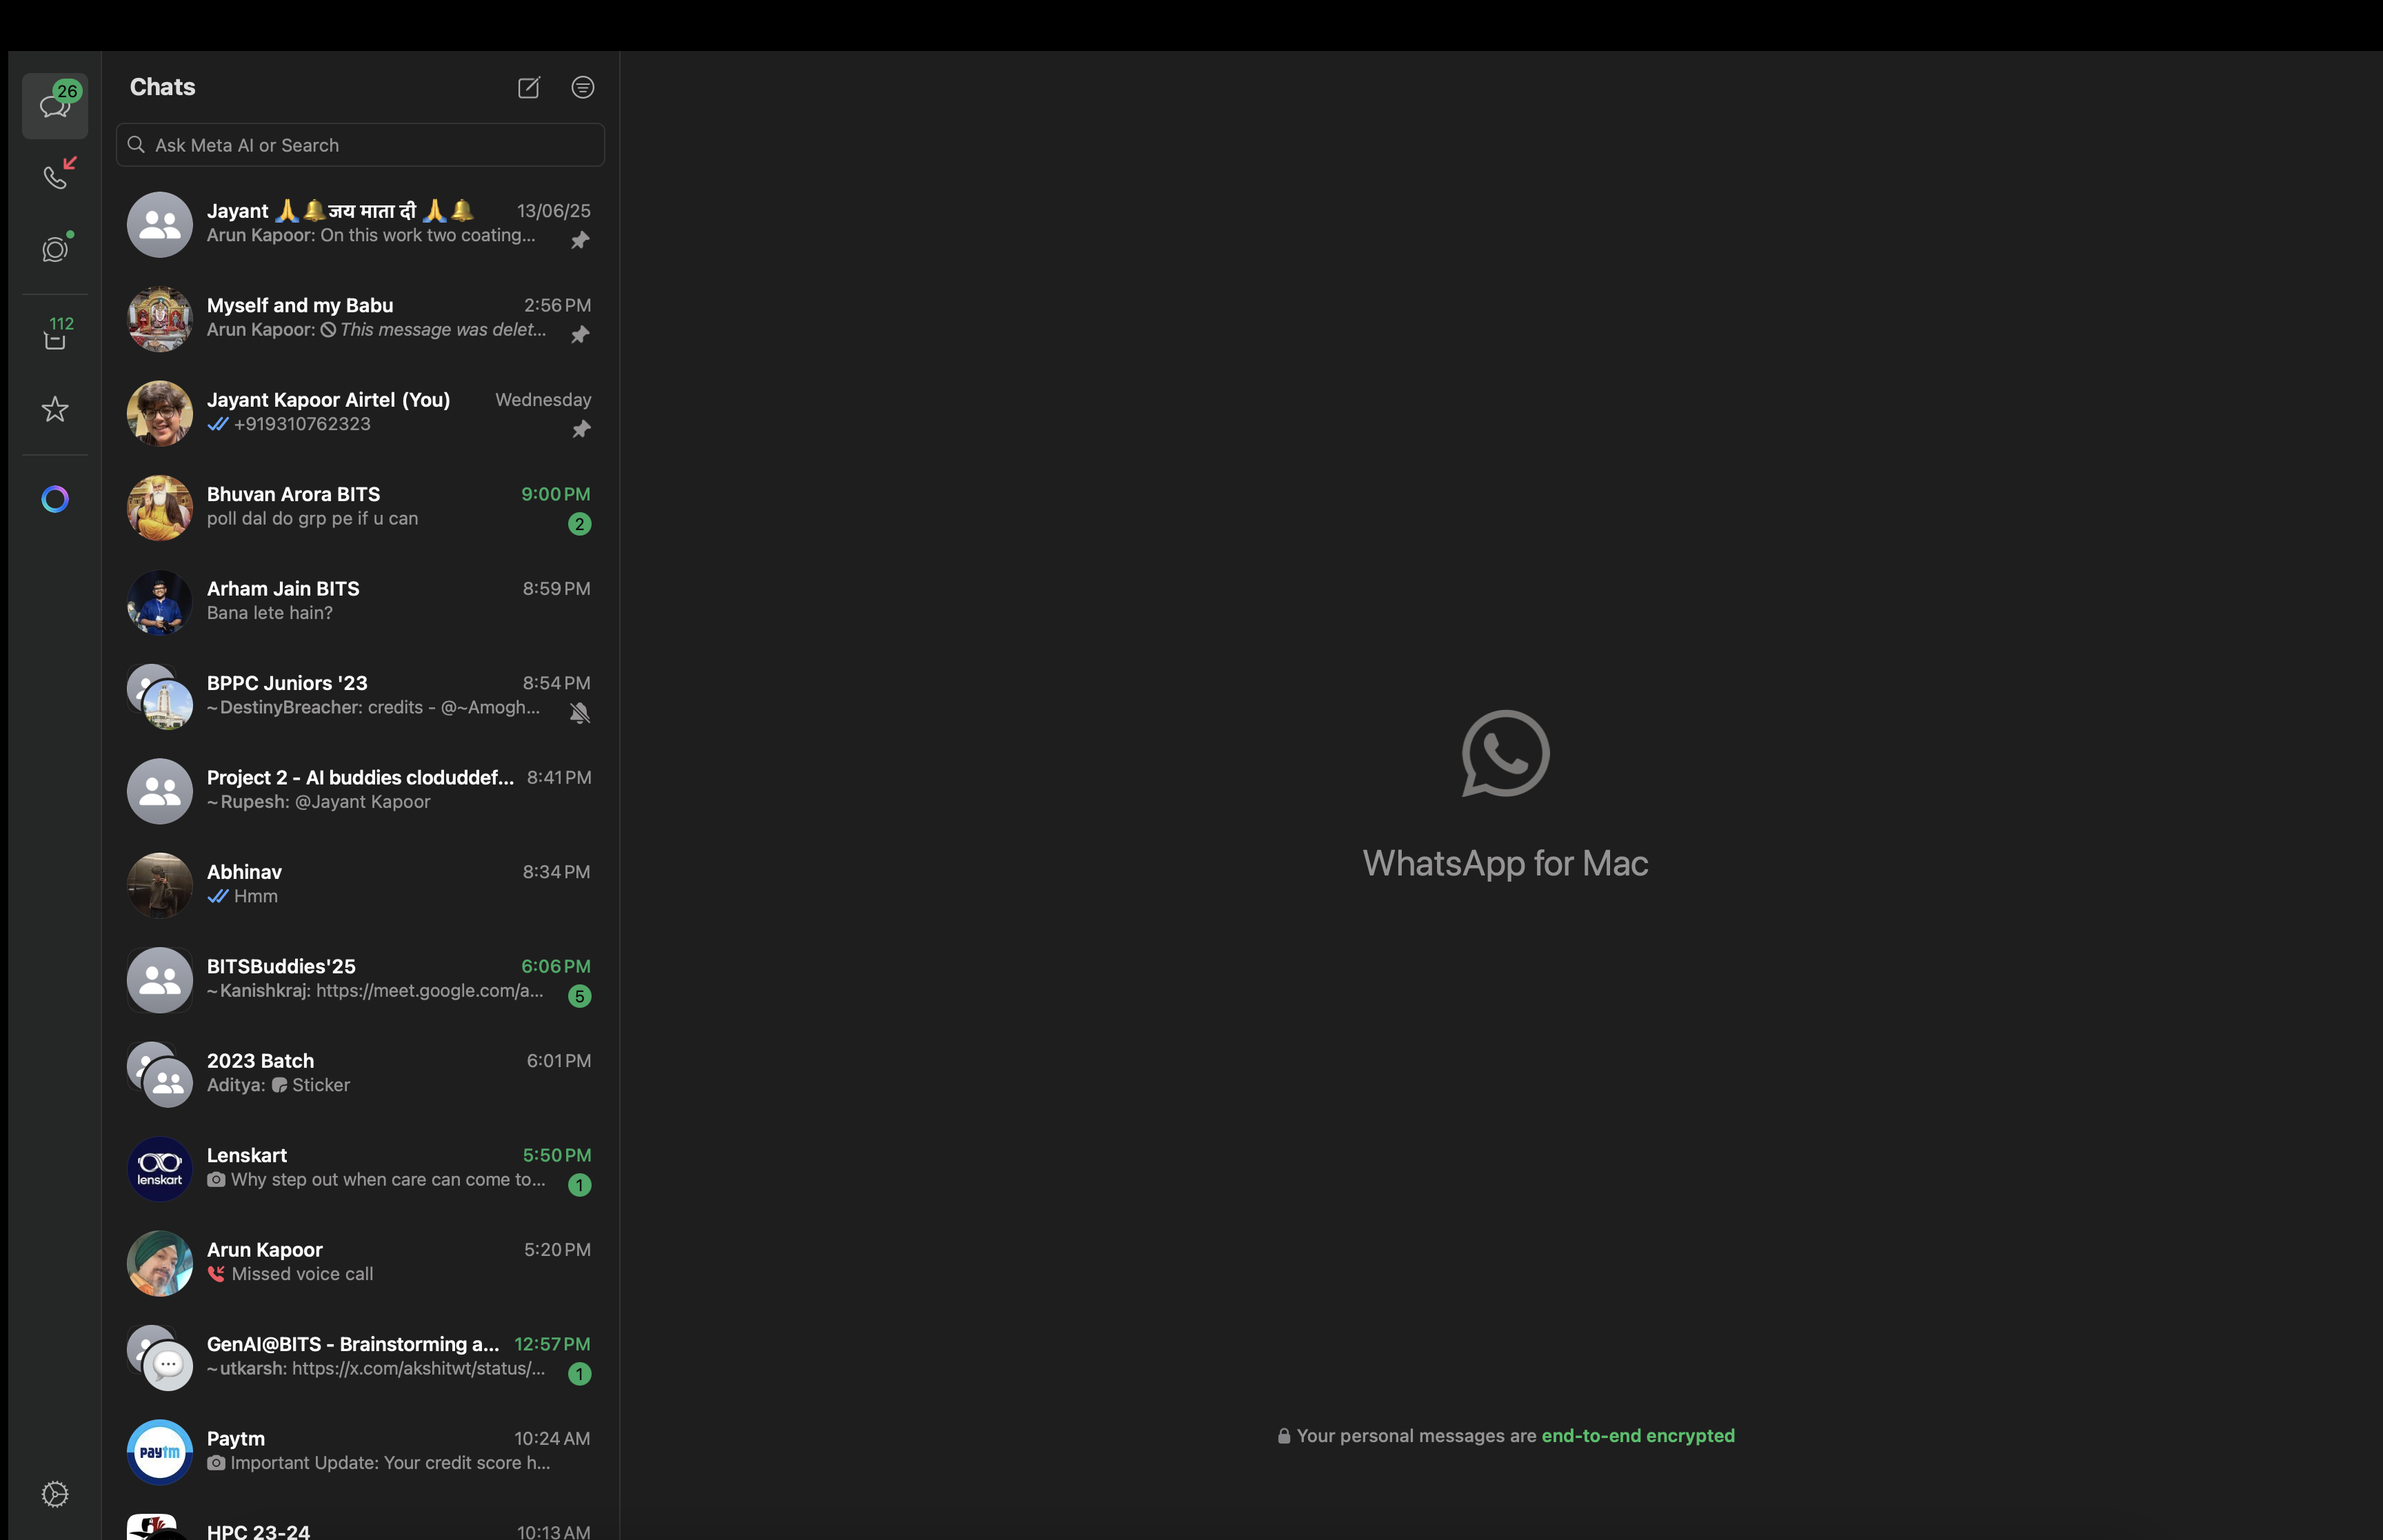 26
Chats
Ask Meta AI or Search
112
Jayant 🙏🔔जय माता दी 🙏🔔 13/06/25
Arun Kapoor: On this work two coating...
Myself and my Babu 2:56 PM
Arun Kapoor: This message was delet...
Jayant Kapoor Airtel (You) Wednesday
+919310762323
Bhuvan Arora BITS 9:00 PM
poll dal do grp pe if u can 2
Arham Jain BITS 8:59 PM
Bana lete hain?
BPPC Juniors '23 8:54 PM
~DestinyBreacher: credits - @~Amogh...
Project 2 - AI buddies cloduddef... 8:41 PM
~Rupesh: @Jayant Kapoor
Abhinav 8:34 PM
Hmm
BITSBuddies'25 6:06 PM
~Kanishkraj: https://meet.google.com/a... 5
2023 Batch 6:01 PM
Aditya: Sticker
Lenskart 5:50 PM
lenskart
Why step out when care can come to... 1
Arun Kapoor 5:20 PM
Missed voice call
GenAI@BITS - Brainstorming a... 12:57 PM
~utkarsh: https://x.com/akshitwt/status/... 1
Paytm 10:24 AM
paytm
Important Update: Your credit score h...
HPC 23-24 10:13 AM
WhatsApp for Mac
Your personal messages are end-to-end encrypted